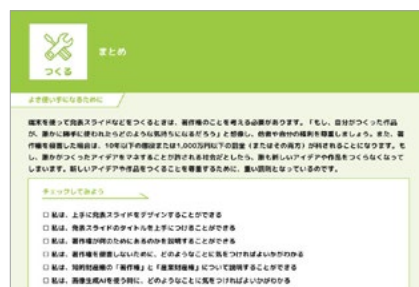 まとめ
つくる
よき使い手になるために
端末を使って発表スライドなどをつくるときは、著作権のことを考える必要があります。「もし、自分がつくった作品
が、誰かに勝手に使われたらどのような気持ちになるだろう」と想像し、他者や自分の権利を尊重しましょう。また、著
作権を侵害した場合は、10年以下の懲役または1,000万円以下の罰金（またはその両方）が科されることになります。も
し、誰かがつくったアイデアをマネすることが許される社会だとしたら、誰も新しいアイデアや作品をつくらなくなって
しまいます。新しいアイデアや作品をつくることを尊重するために、重い罰則となっているのです。
チェックしてみよう
□ 私は、上手に発表スライドをデザインすることができる
□ 私は、発表スライドのタイトルを上手につけることができる
□ 私は、著作権が何のためにあるのかを説明することができる
□ 私は、著作権を侵害しないために、どのようなことに気をつければよいかがわかる
□ 私は、知的財産権の「著作権」と「産業財産権」について説明することができる
□ 私は、画像生成AIを使う時に、どのようなことに気をつければよいかがわかる